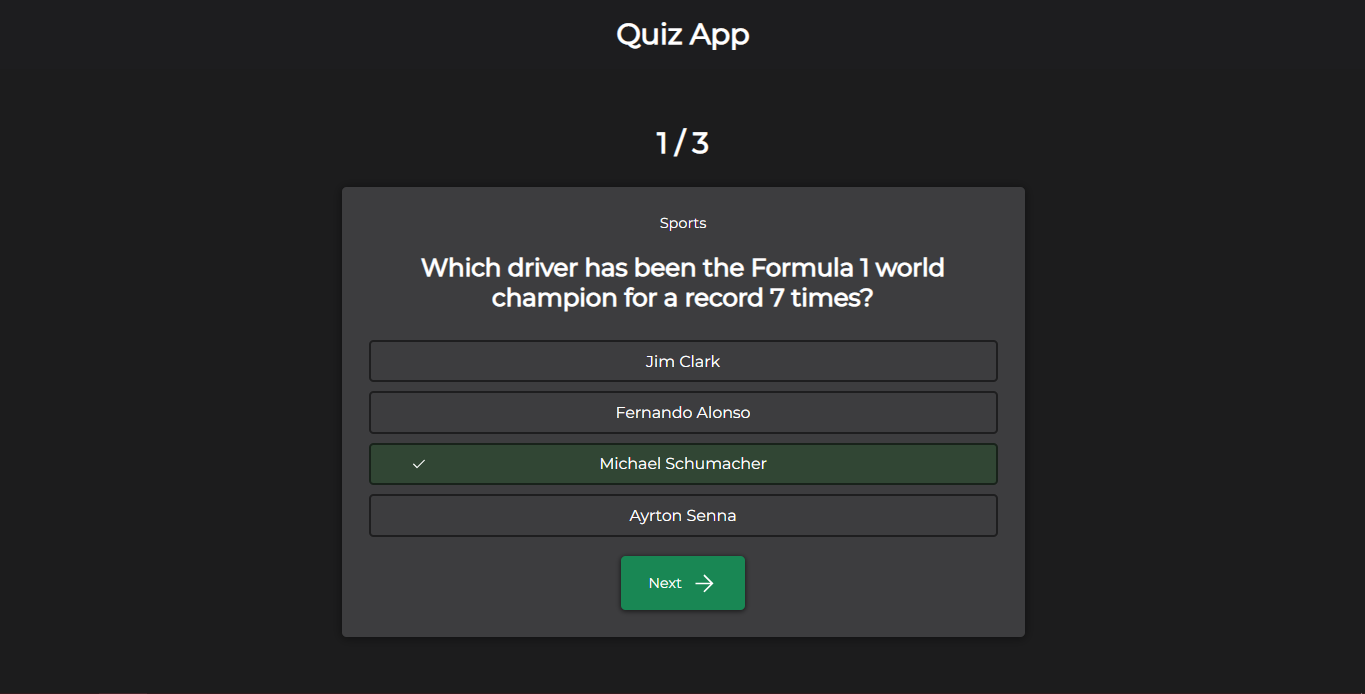 Quiz App
1 / 3
Sports
Which driver has been the Formula 1 world
champion for a record 7 times?
Jim Clark
Fernando Alonso
Michael Schumacher
Ayrton Senna
Next